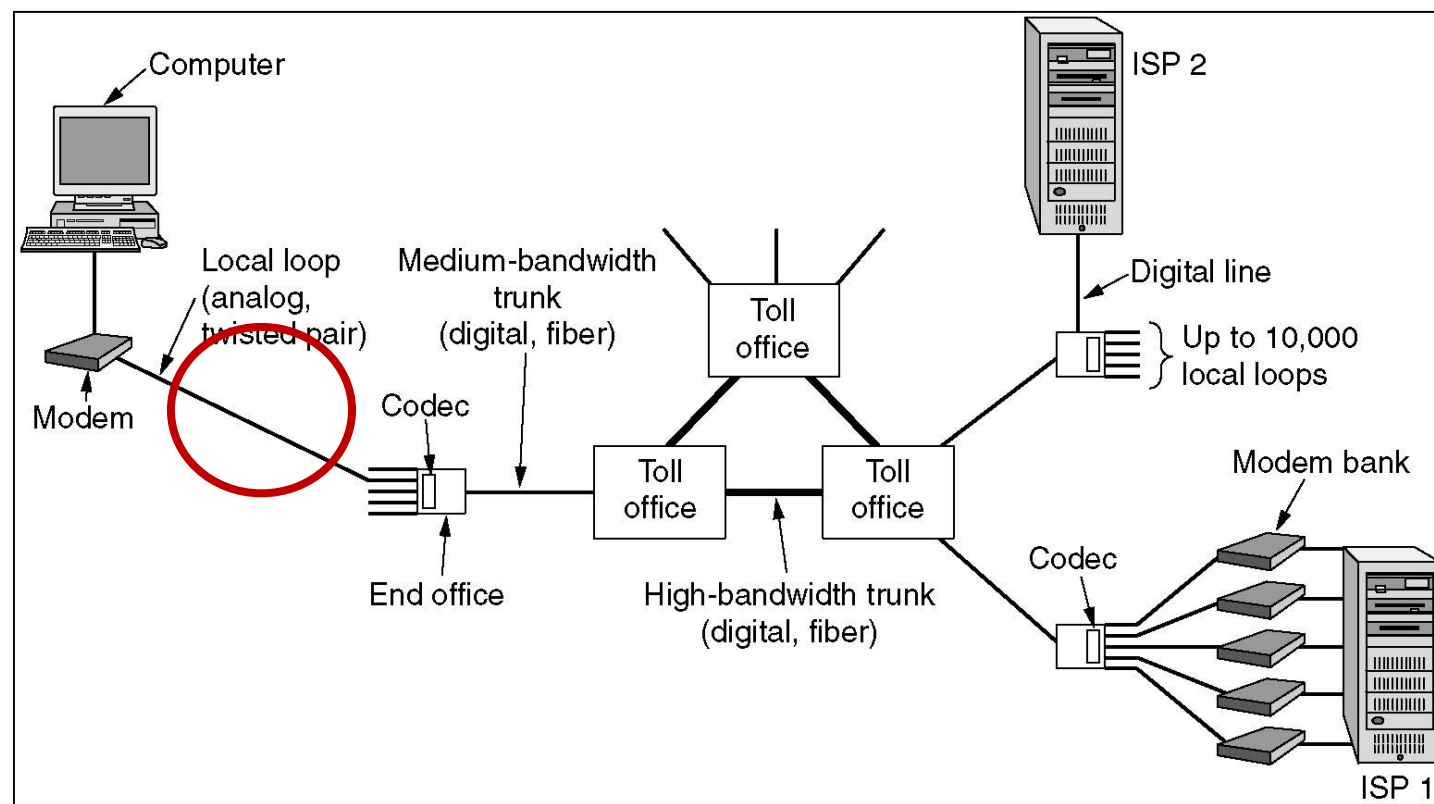 Computer
ISP 2
Local loop
(analog,
twisted pair)
Medium-bandwidth
trunk
(digital, fiber)
Toll
office
Digital line
Up to 10,000
local loops
Modem
Codec
Toll
office
Toll
office
Modem bank
End office
High-bandwidth trunk
(digital, fiber)
Codec
ISP 1